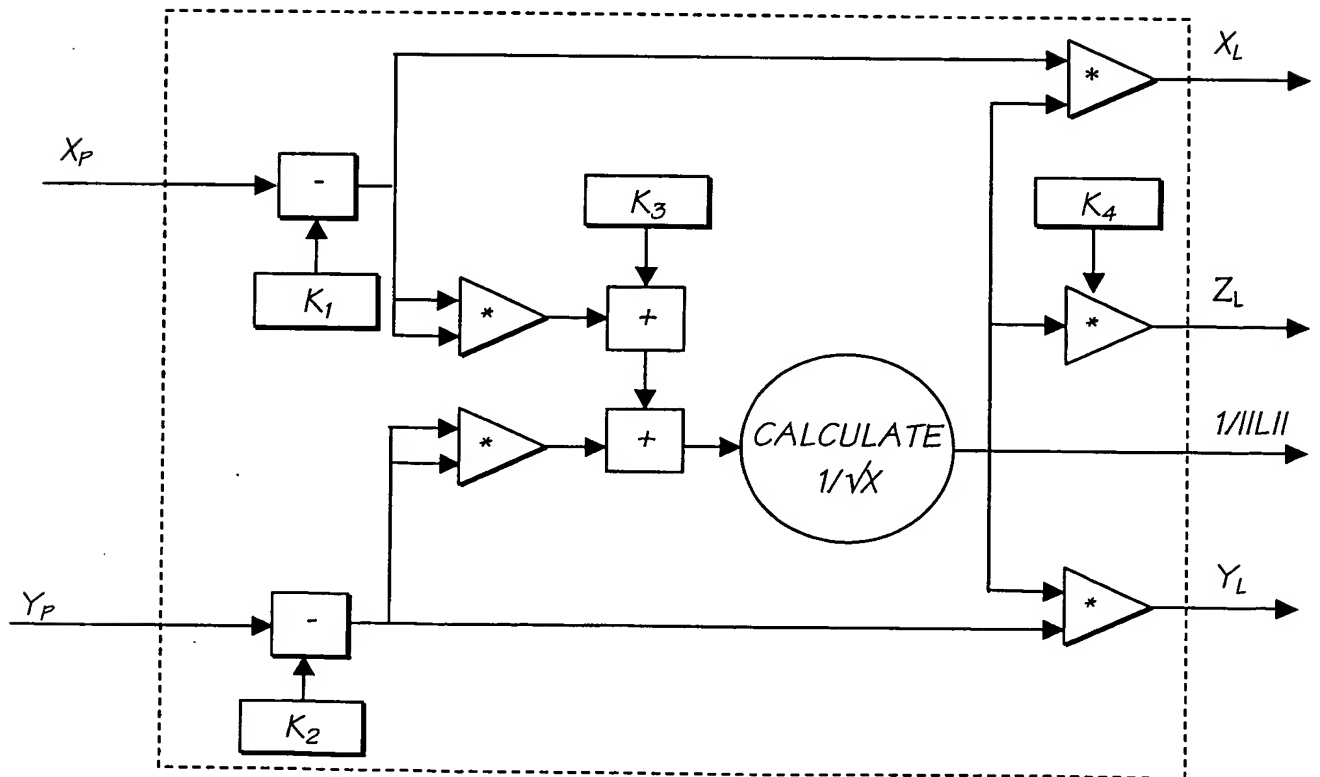 X_L
*
X_P
-
K_3
K_4
K_1
*
+
*
Z_L
*
+
CALCULATE
1/√X
1/||L||
Y_P
-
*
Y_L
K_2